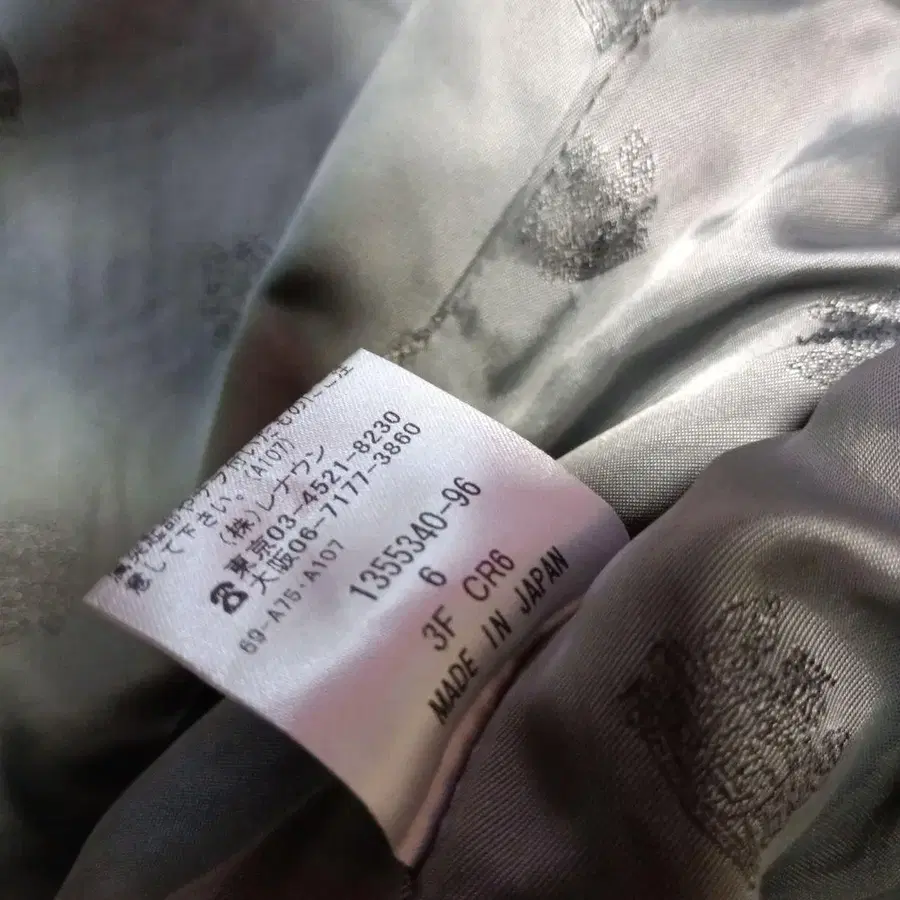 意して下さい。(A107)
(株)レナウン
☎東京03-4521-8230
大阪06-7177-3860
69-A75・A107
1355340-96
6
3F CR6
MADE IN JAPAN